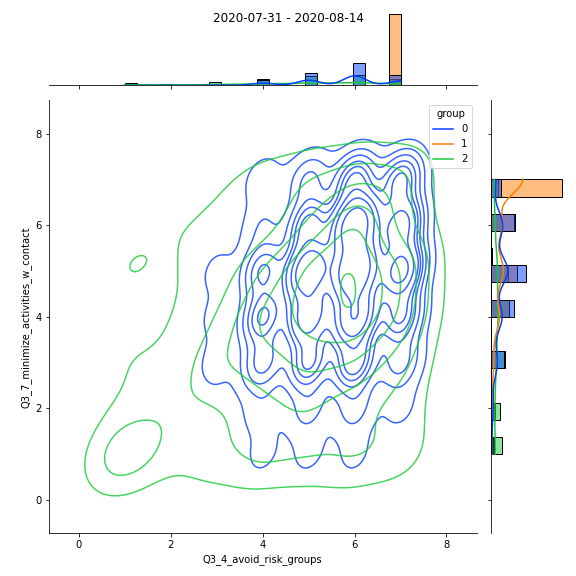 2020-07-31 - 2020-08-14
group
0
1
2
8
6
4
2
0
Q3_7_minimize_activities_w_contact
0 2 4 6 8
Q3_4_avoid_risk_groups